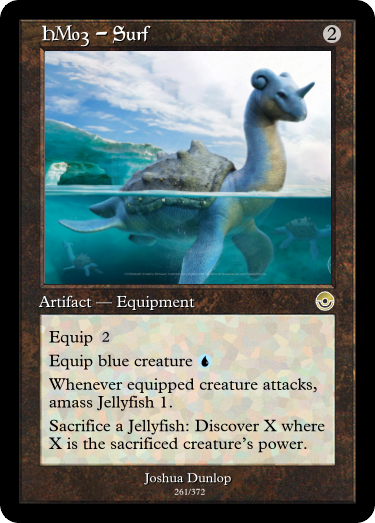 HM03 – Surf
2
Artifact — Equipment
Equip 2
Equip blue creature
Whenever equipped creature attacks,
amass Jellyfish 1.
Sacrifice a Jellyfish: Discover X where
X is the sacrificed creature's power.
Joshua Dunlop
261/372